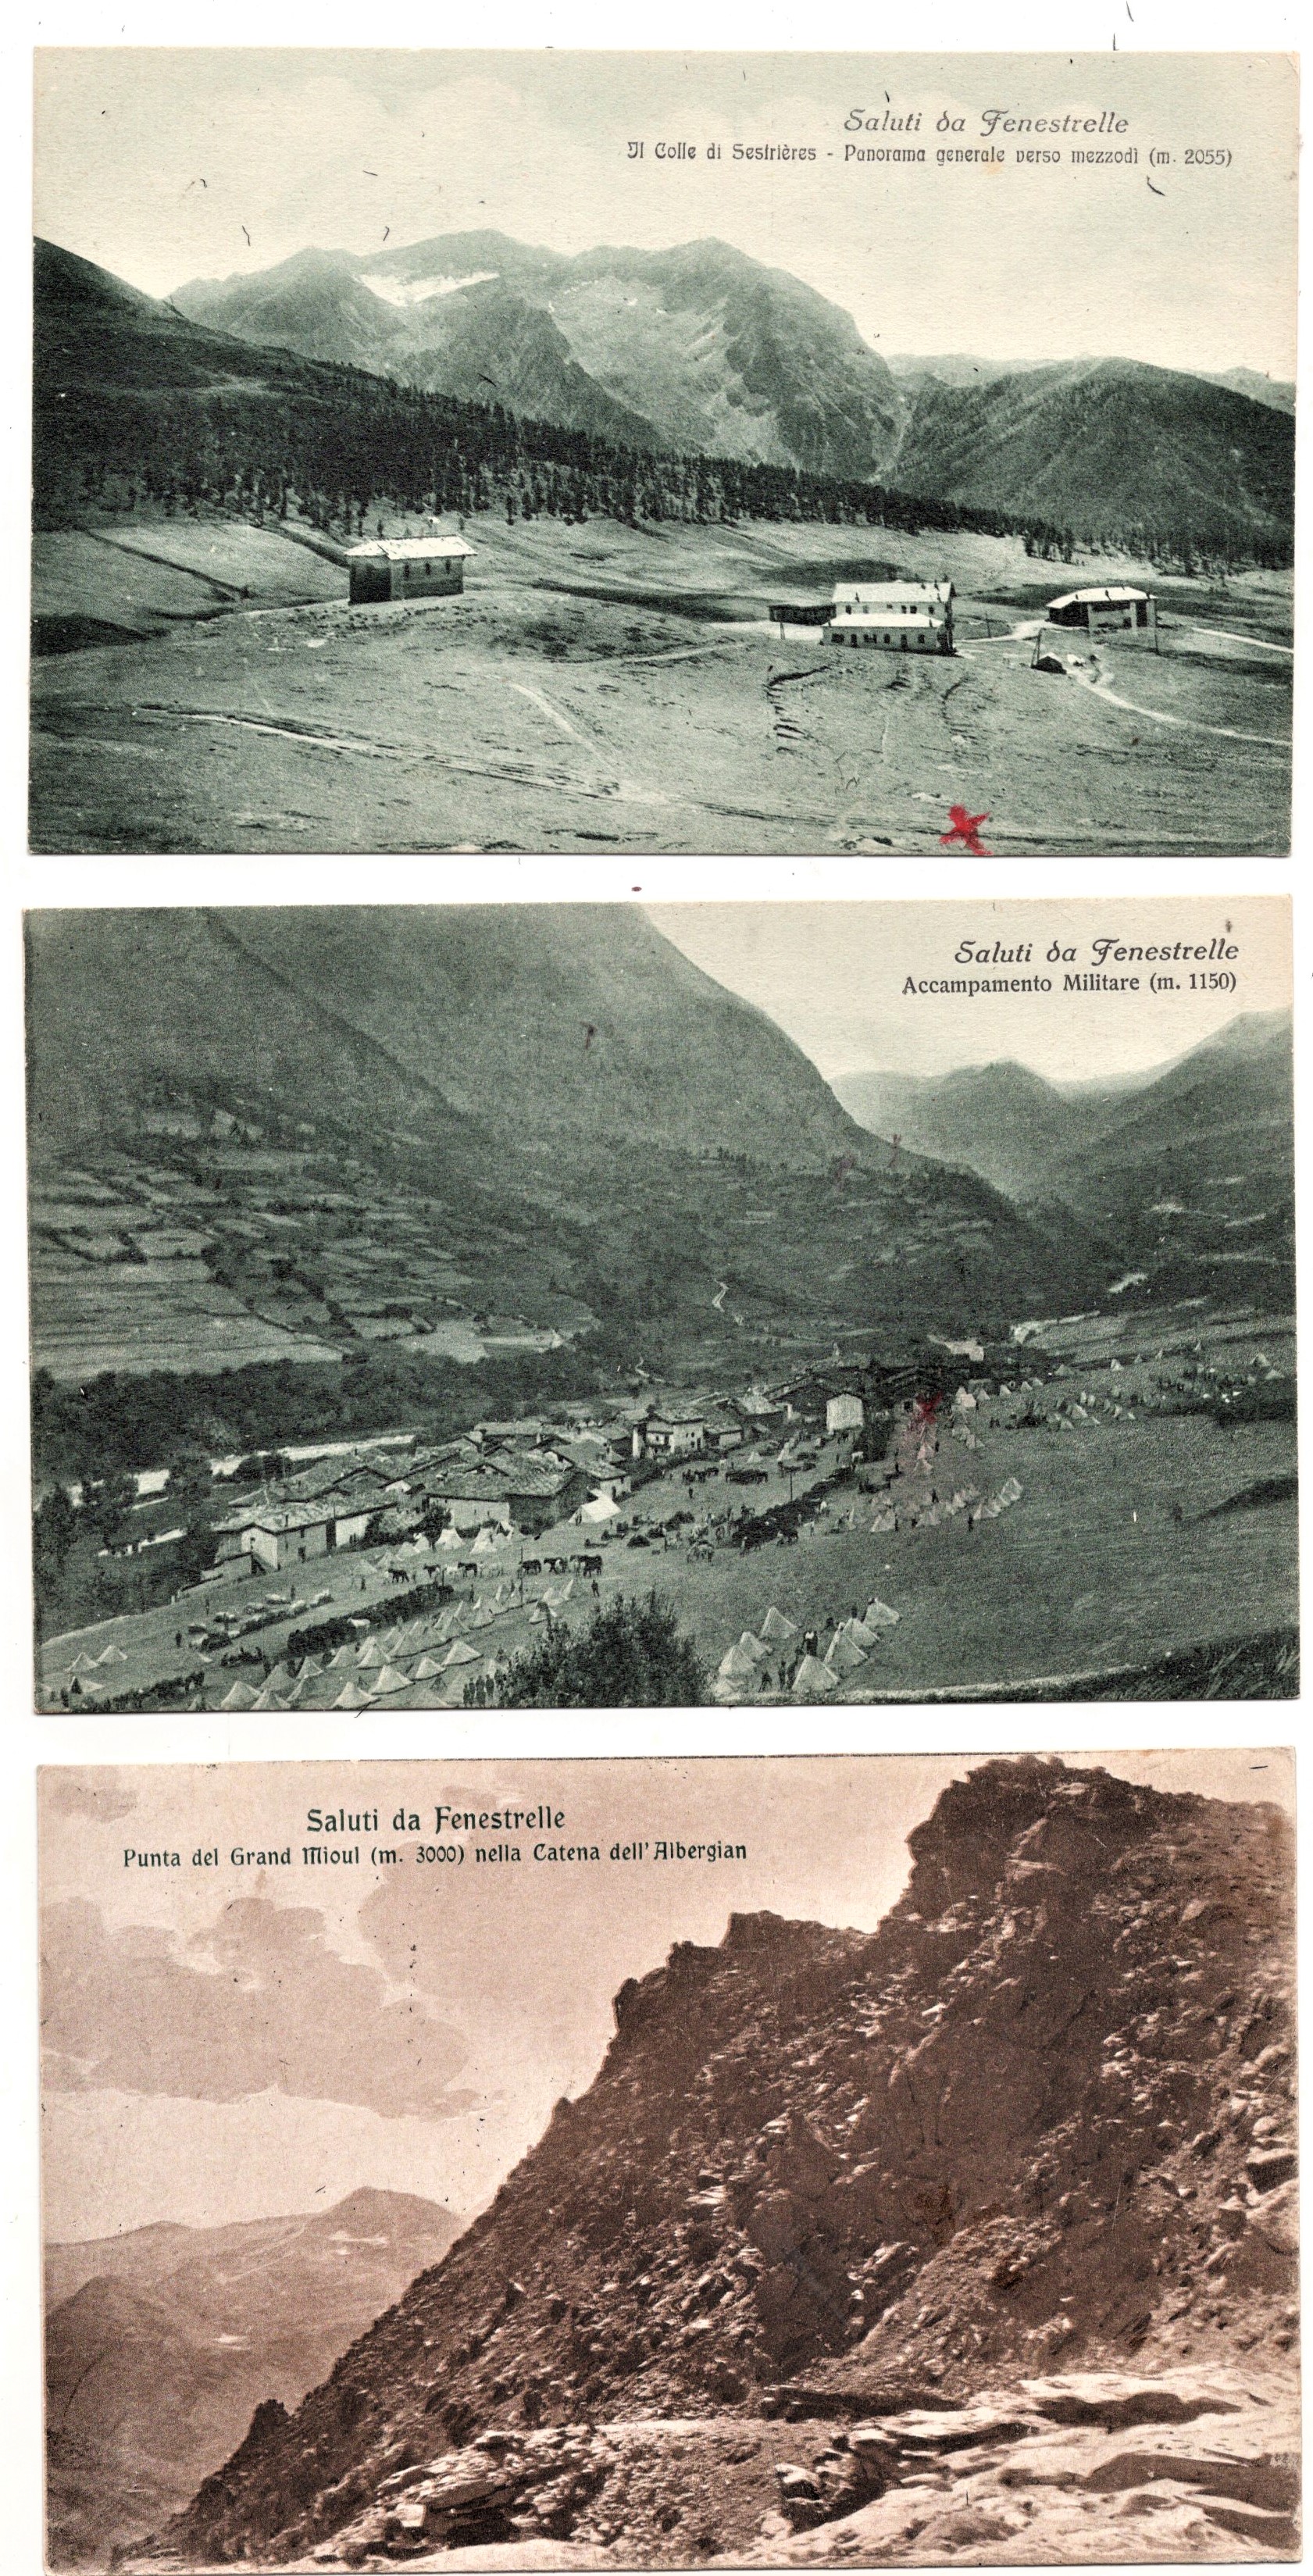 Saluti da Fenestrelle
Il Colle di Sestrières - Panorama generale verso mezzodì (m. 2055)
Saluti da Fenestrelle
Accampamento Militare (m. 1150)
Saluti da Fenestrelle
Punta del Grand Mioul (m. 3000) nella Catena dell'Albergian